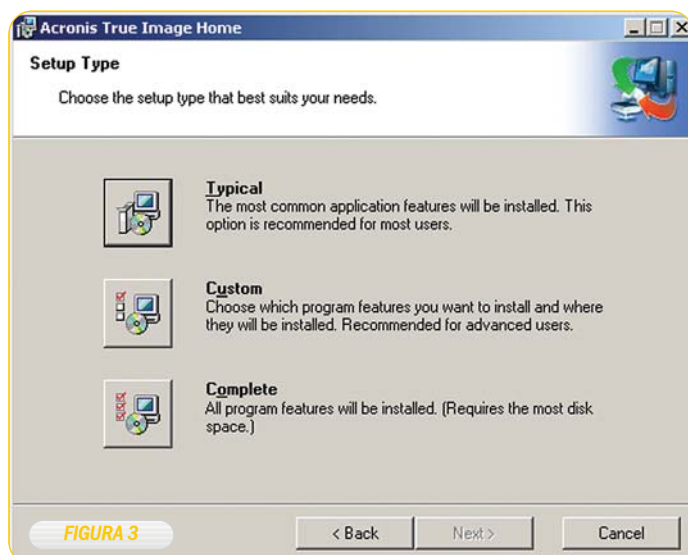 Acronis True Image Home
Setup Type
Choose the setup type that best suits your needs.
Typical
The most common application features will be installed. This
option is recommended for most users.
Custom
Choose which program features you want to install and where
they will be installed. Recommended for advanced users.
Complete
All program features will be installed. (Requires the most disk
space.)
FIGURA 3
< Back
Next >
Cancel